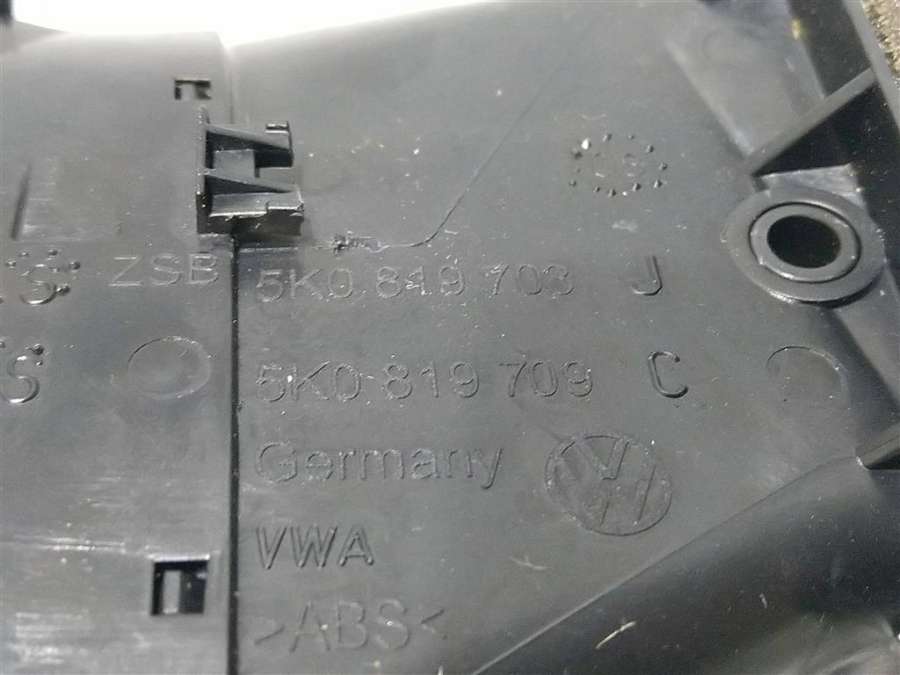 ZSB 5K0 819 703 J
5K0 819 709 C
Germany
VWA
>ABS<